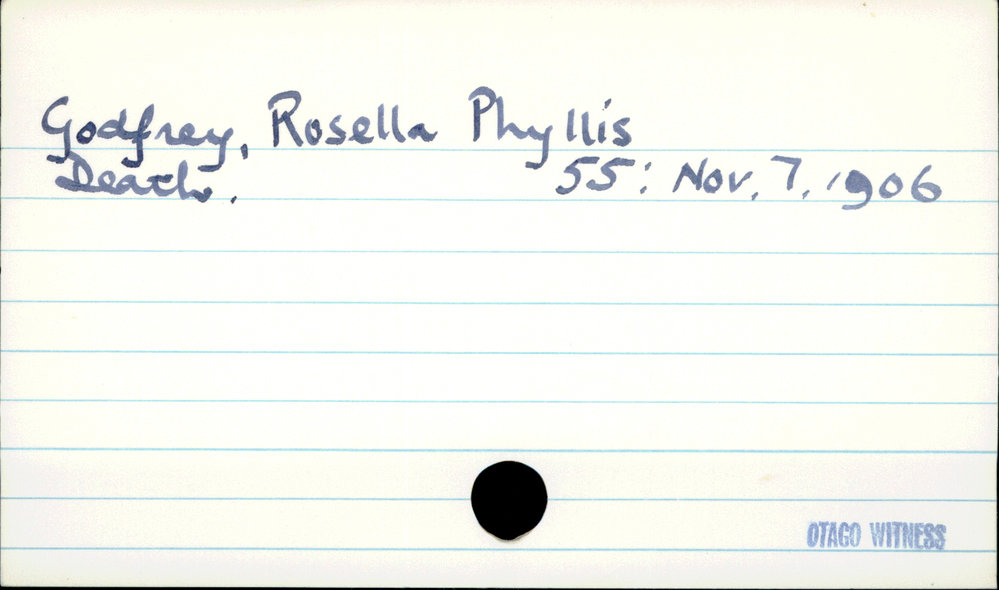 Godfrey, Rosella Phyllis
Death. 55: Nov. 7. 1906
OTAGO WITNESS